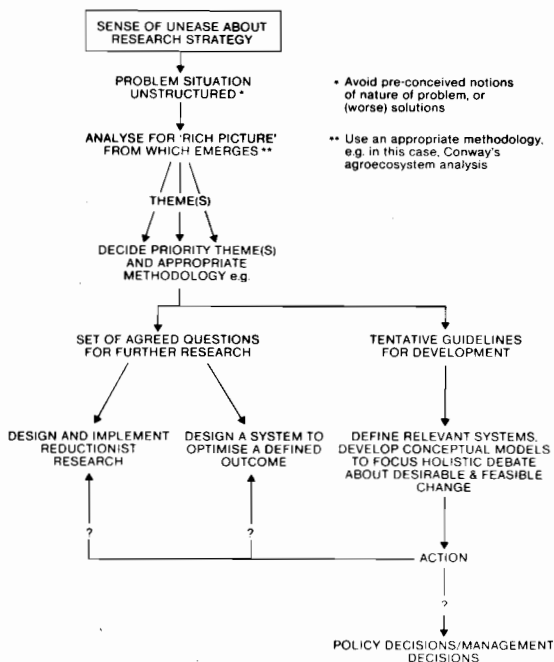 SENSE OF UNEASE ABOUT
RESEARCH STRATEGY
PROBLEM SITUATION
UNSTRUCTURED *
* Avoid pre-conceived notions
of nature of problem, or
(worse) solutions
ANALYSE FOR 'RICH PICTURE'
FROM WHICH EMERGES **
** Use an appropriate methodology,
e.g. in this case, Conway's
agroecosystem analysis
THEME(S)
DECIDE PRIORITY THEME(S)
AND APPROPRIATE
METHODOLOGY e.g.
SET OF AGREED QUESTIONS
FOR FURTHER RESEARCH
TENTATIVE GUIDELINES
FOR DEVELOPMENT
DESIGN AND IMPLEMENT
REDUCTIONIST
RESEARCH
DESIGN A SYSTEM TO
OPTIMISE A DEFINED
OUTCOME
DEFINE RELEVANT SYSTEMS,
DEVELOP CONCEPTUAL MODELS
TO FOCUS HOLISTIC DEBATE
ABOUT DESIRABLE & FEASIBLE
CHANGE
?
?
ACTION
?
POLICY DECISIONS/MANAGEMENT
DECISIONS